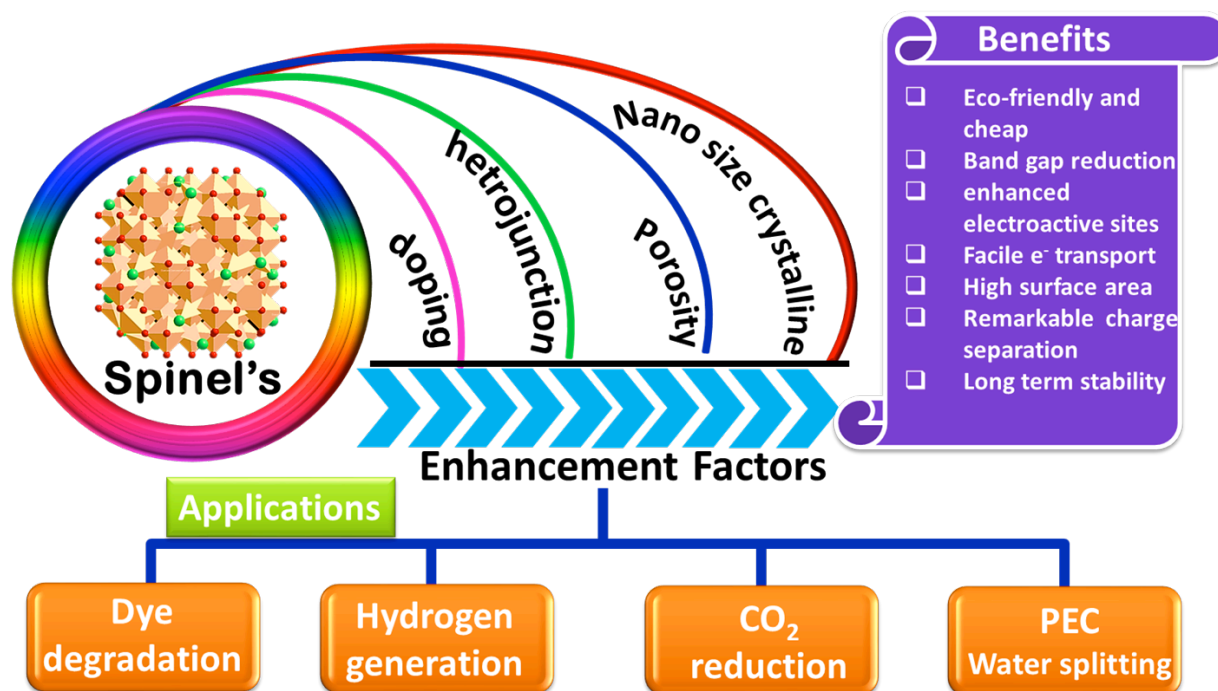 Spinel's
doping
hetrojunction
Porosity
Nano size crystalline
Enhancement Factors
Benefits
❑ Eco-friendly and
cheap
❑ Band gap reduction
❑ enhanced
electroactive sites
❑ Facile e⁻ transport
❑ High surface area
❑ Remarkable charge
separation
❑ Long term stability
Applications
Dye
degradation
Hydrogen
generation
CO₂
reduction
PEC
Water splitting